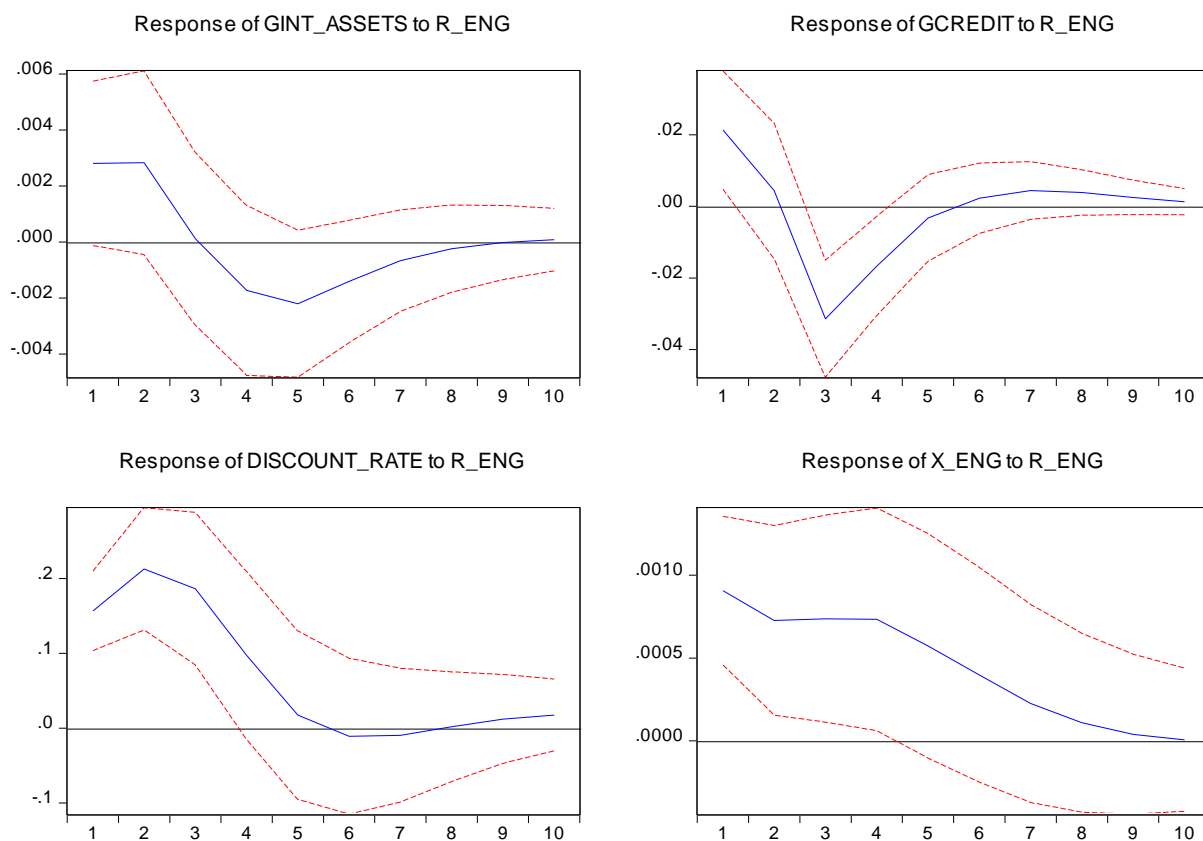 Response of GINT_ASSETS to R_ENG
.006
.004
.002
.000
-.002
-.004
1 2 3 4 5 6 7 8 9 10
Response of GCREDIT to R_ENG
.02
.00
-.02
-.04
1 2 3 4 5 6 7 8 9 10
Response of DISCOUNT_RATE to R_ENG
.2
.1
.0
-.1
1 2 3 4 5 6 7 8 9 10
Response of X_ENG to R_ENG
.0010
.0005
.0000
1 2 3 4 5 6 7 8 9 10